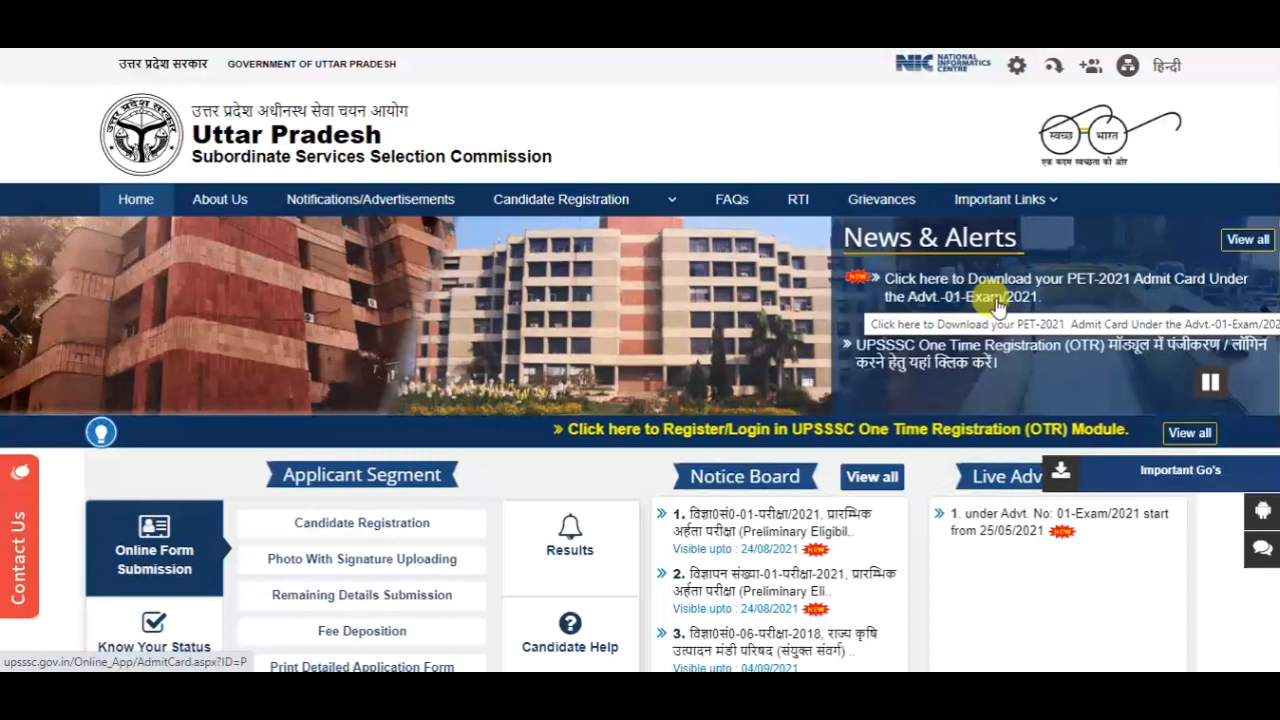 उत्तर प्रदेश सरकार GOVERNMENT OF UTTAR PRADESH
NIC NATIONAL INFORMATICS CENTRE
हिन्दी
उत्तर प्रदेश अधीनस्थ सेवा चयन आयोग
Uttar Pradesh
Subordinate Services Selection Commission
स्वच्छ भारत
एक कदम स्वच्छता की ओर
Home About Us Notifications/Advertisements Candidate Registration FAQs RTI Grievances Important Links
News & Alerts
View all
NEW Click here to Download your PET-2021 Admit Card Under
the Advt.-01-Exam/2021.
Click here to Download your PET-2021 Admit Card Under the Advt.-01-Exam/202
UPSSSC One Time Registration (OTR) मॉड्यूल में पंजीकरण / लॉगिन
करने हेतु यहां क्लिक करें।
Click here to Register/Login in UPSSSC One Time Registration (OTR) Module.
View all
Contact Us
Applicant Segment
Online Form
Submission
Know Your Status
Candidate Registration
Photo With Signature Uploading
Remaining Details Submission
Fee Deposition
Print Detailed Application Form
Results
Candidate Help
Notice Board View all
1. विज्ञा0सं0-01-परीक्षा/2021, प्रारम्भिक
अर्हता परीक्षा (Preliminary Eligibil..
Visible upto : 24/08/2021 NEW
2. विज्ञापन संख्या-01-परीक्षा-2021, प्रारम्भिक
अर्हता परीक्षा (Preliminary Eli..
Visible upto : 24/08/2021 NEW
3. विज्ञा0सं0-06-परीक्षा-2018, राज्य कृषि
उत्पादन मंडी परिषद (संयुक्त संवर्ग) ..
Visible upto : 04/09/2021
Live Adv
Important Go's
1. under Advt. No: 01-Exam/2021 start
from 25/05/2021 NEW
upsssc.gov.in/Online_App/AdmitCard.aspx?ID=P